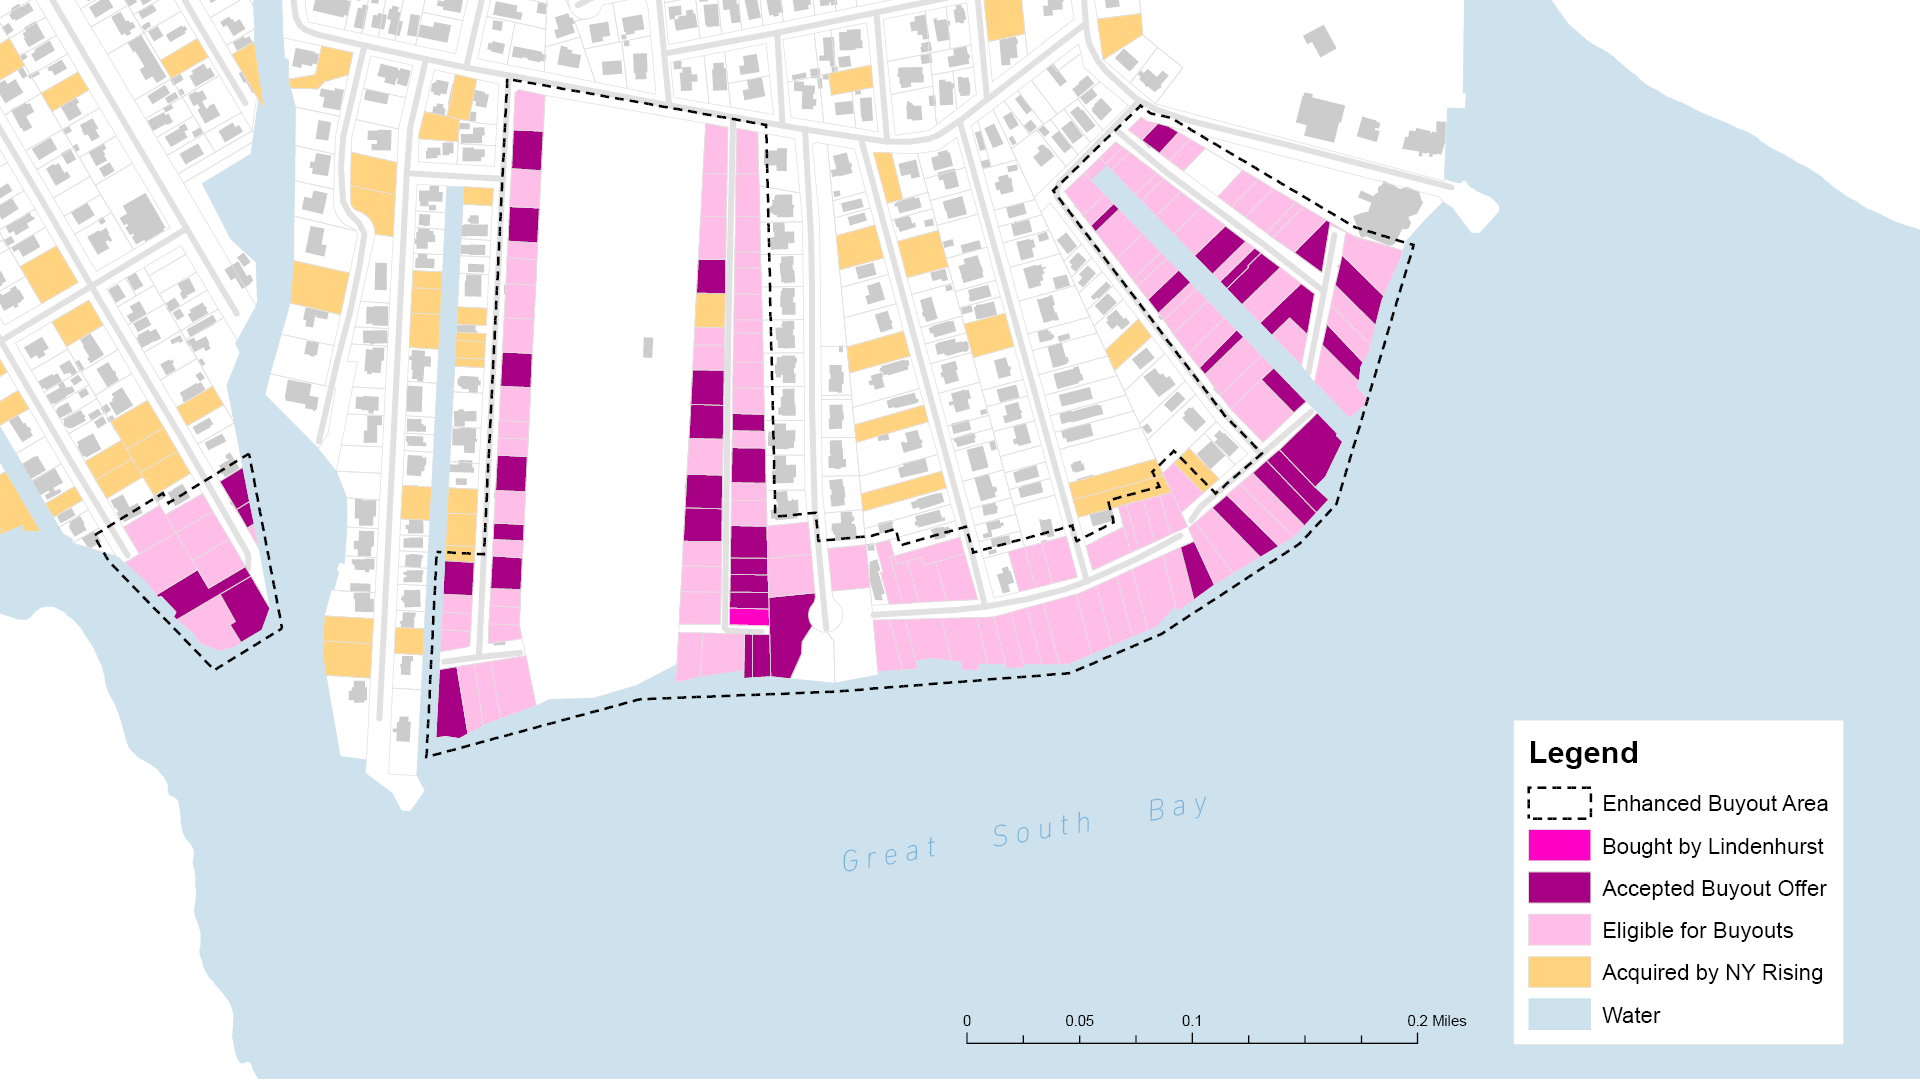 Great South Bay
Legend
Enhanced Buyout Area
Bought by Lindenhurst
Accepted Buyout Offer
Eligible for Buyouts
Acquired by NY Rising
Water
0 0.05 0.1 0.2 Miles